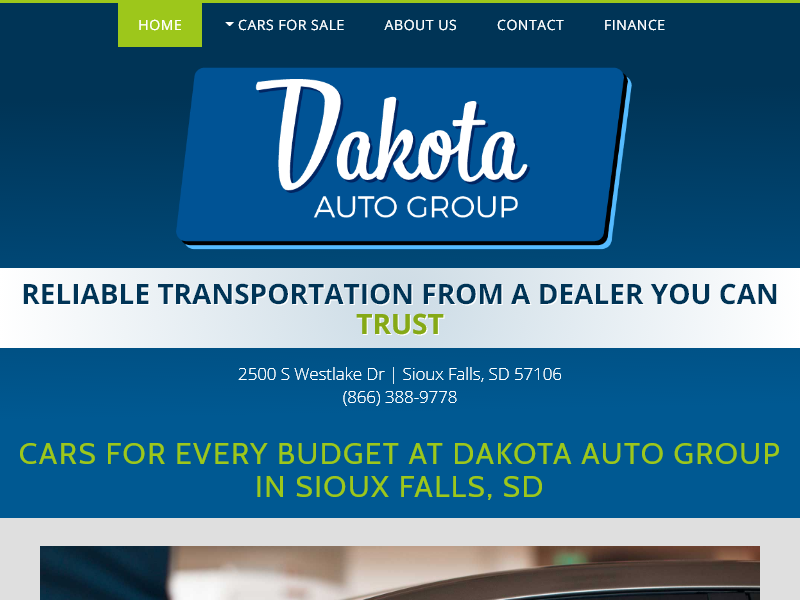 HOME CARS FOR SALE ABOUT US CONTACT FINANCE
Dakota
AUTO GROUP
RELIABLE TRANSPORTATION FROM A DEALER YOU CAN
TRUST
2500 S Westlake Dr | Sioux Falls, SD 57106
(866) 388-9778
CARS FOR EVERY BUDGET AT DAKOTA AUTO GROUP
IN SIOUX FALLS, SD